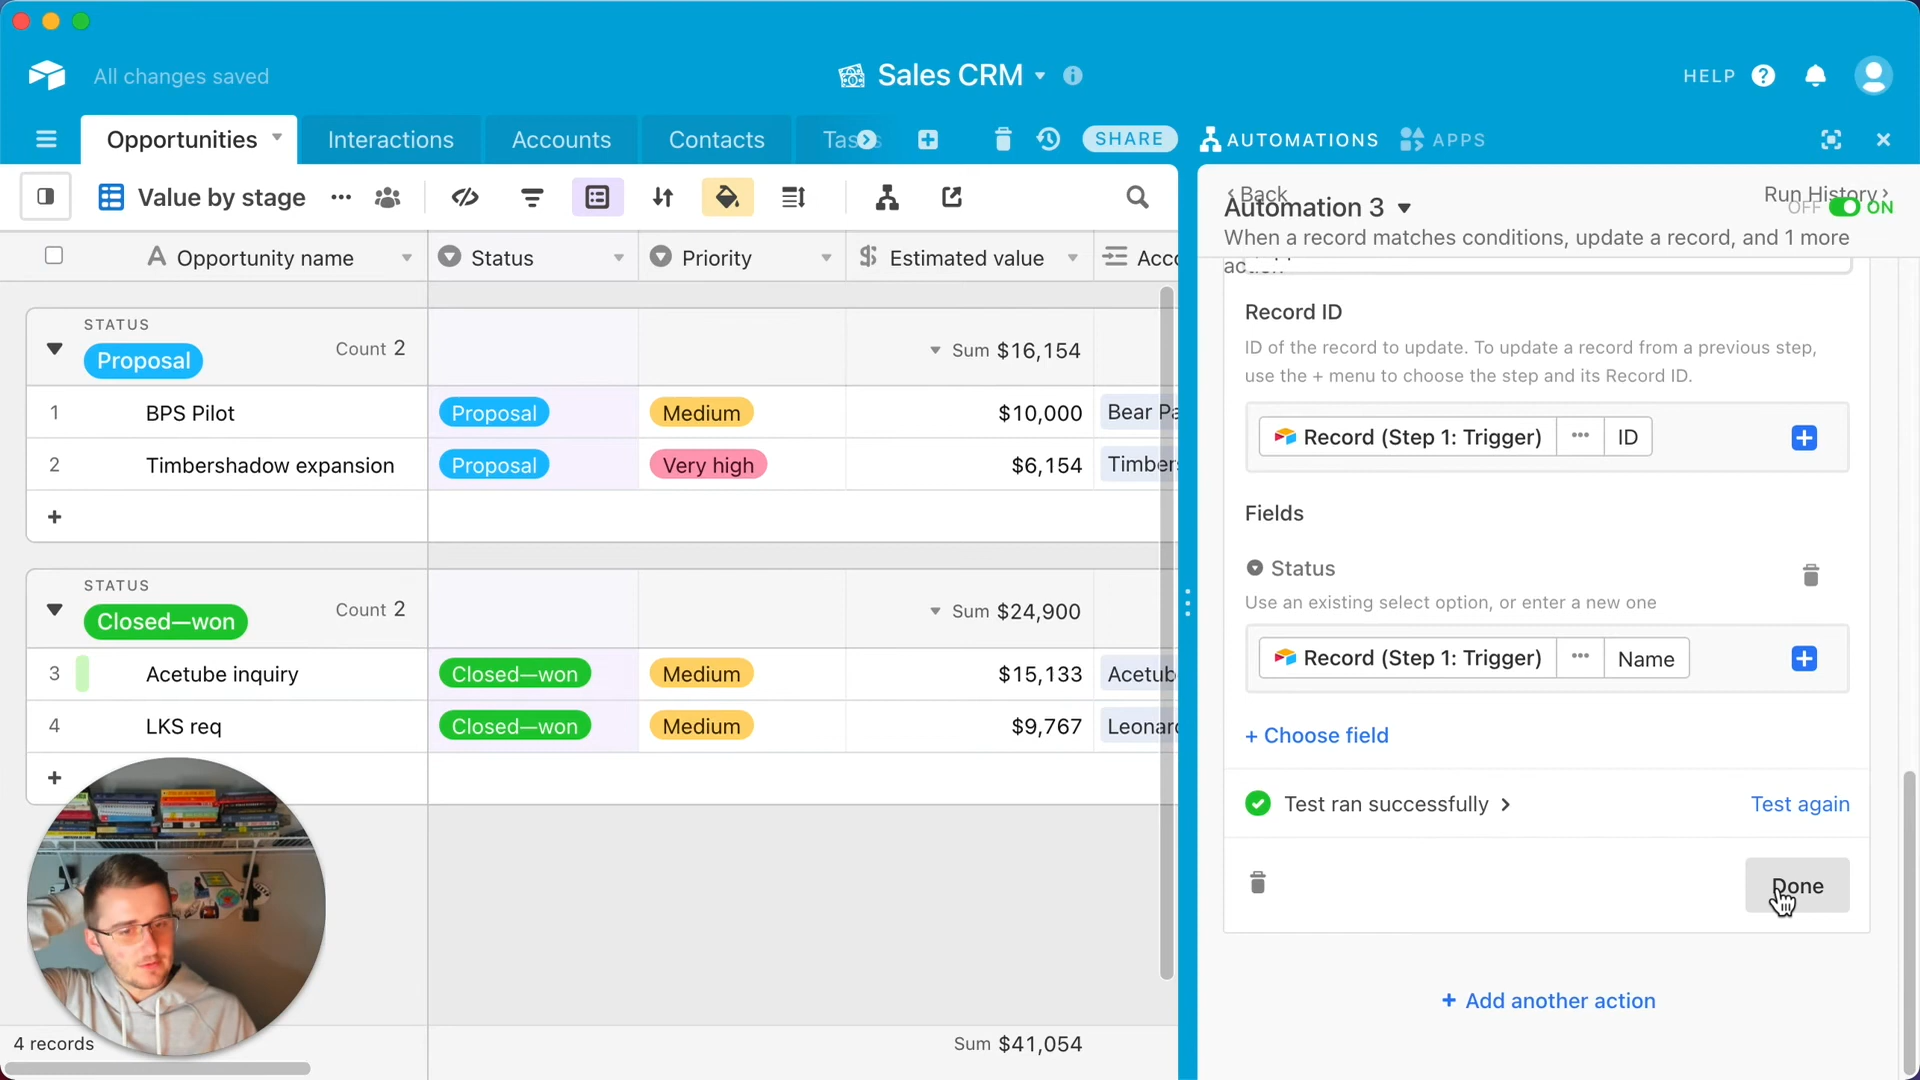 All changes saved
Sales CRM
HELP
Opportunities
Interactions
Accounts
Contacts
SHARE
AUTOMATIONS
APPS
Value by stage
Opportunity name
Status
Priority
Estimated value
STATUS
Proposal
Count 2
Sum $16,154
1 BPS Pilot Proposal Medium $10,000 Bear
2 Timbershadow expansion Proposal Very high $6,154
STATUS
Closed—won
Count 2
Sum $24,900
3 Acetube inquiry Closed—won Medium $15,133
4 LKS req Closed—won Medium $9,767
4 records
Sum $41,054
Back
Run History
Automation 3
OFF ON
When a record matches conditions, update a record, and 1 more
Record ID
ID of the record to update. To update a record from a previous step,
use the + menu to choose the step and its Record ID.
Record (Step 1: Trigger) ID
Fields
Status
Use an existing select option, or enter a new one
Record (Step 1: Trigger) Name
+ Choose field
Test ran successfully
Test again
Done
+ Add another action